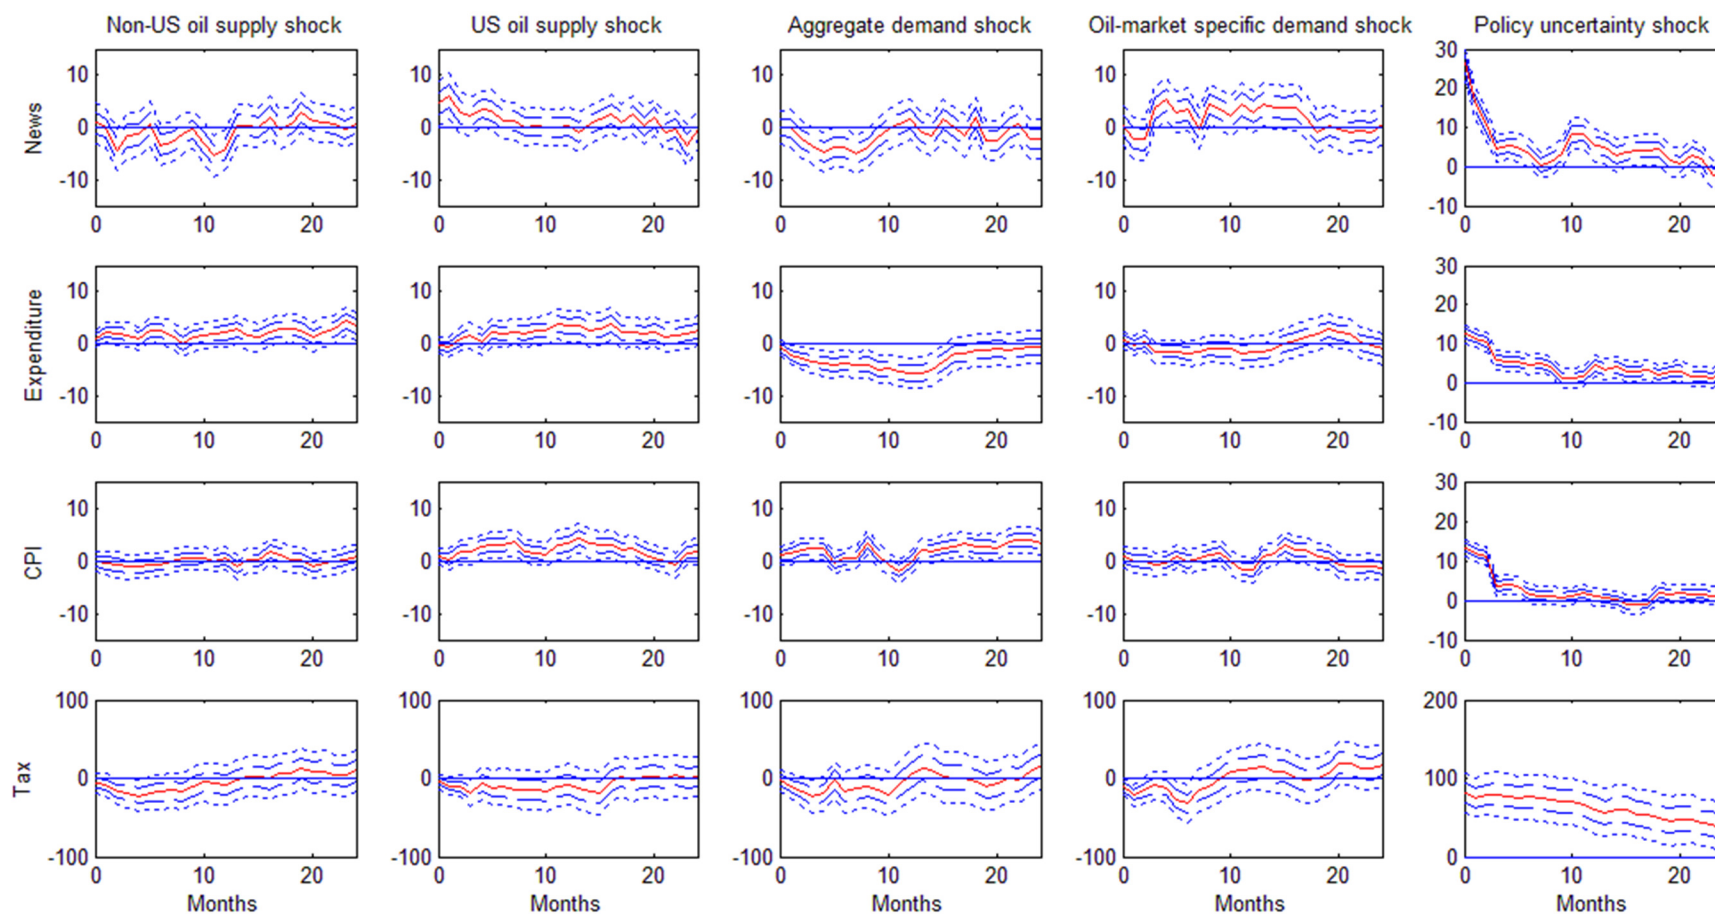 Non-US oil supply shock US oil supply shock Aggregate demand shock Oil-market specific demand shock Policy uncertainty shock
News
10 10 10 10 30
20
0 0 0 0 10
0
-10 -10 -10 -10 -10
0 10 20 0 10 20 0 10 20 0 10 20 0 10 20
Expenditure
10 10 10 10 30
20
0 0 0 0 10
0
-10 -10 -10 -10 -10
0 10 20 0 10 20 0 10 20 0 10 20 0 10 20
CPI
10 10 10 10 30
20
0 0 0 0 10
0
-10 -10 -10 -10 -10
0 10 20 0 10 20 0 10 20 0 10 20 0 10 20
Tax
100 100 100 100 200
0 0 0 0 100
-100 -100 -100 -100 0
0 10 20 0 10 20 0 10 20 0 10 20 0 10 20
Months Months Months Months Months